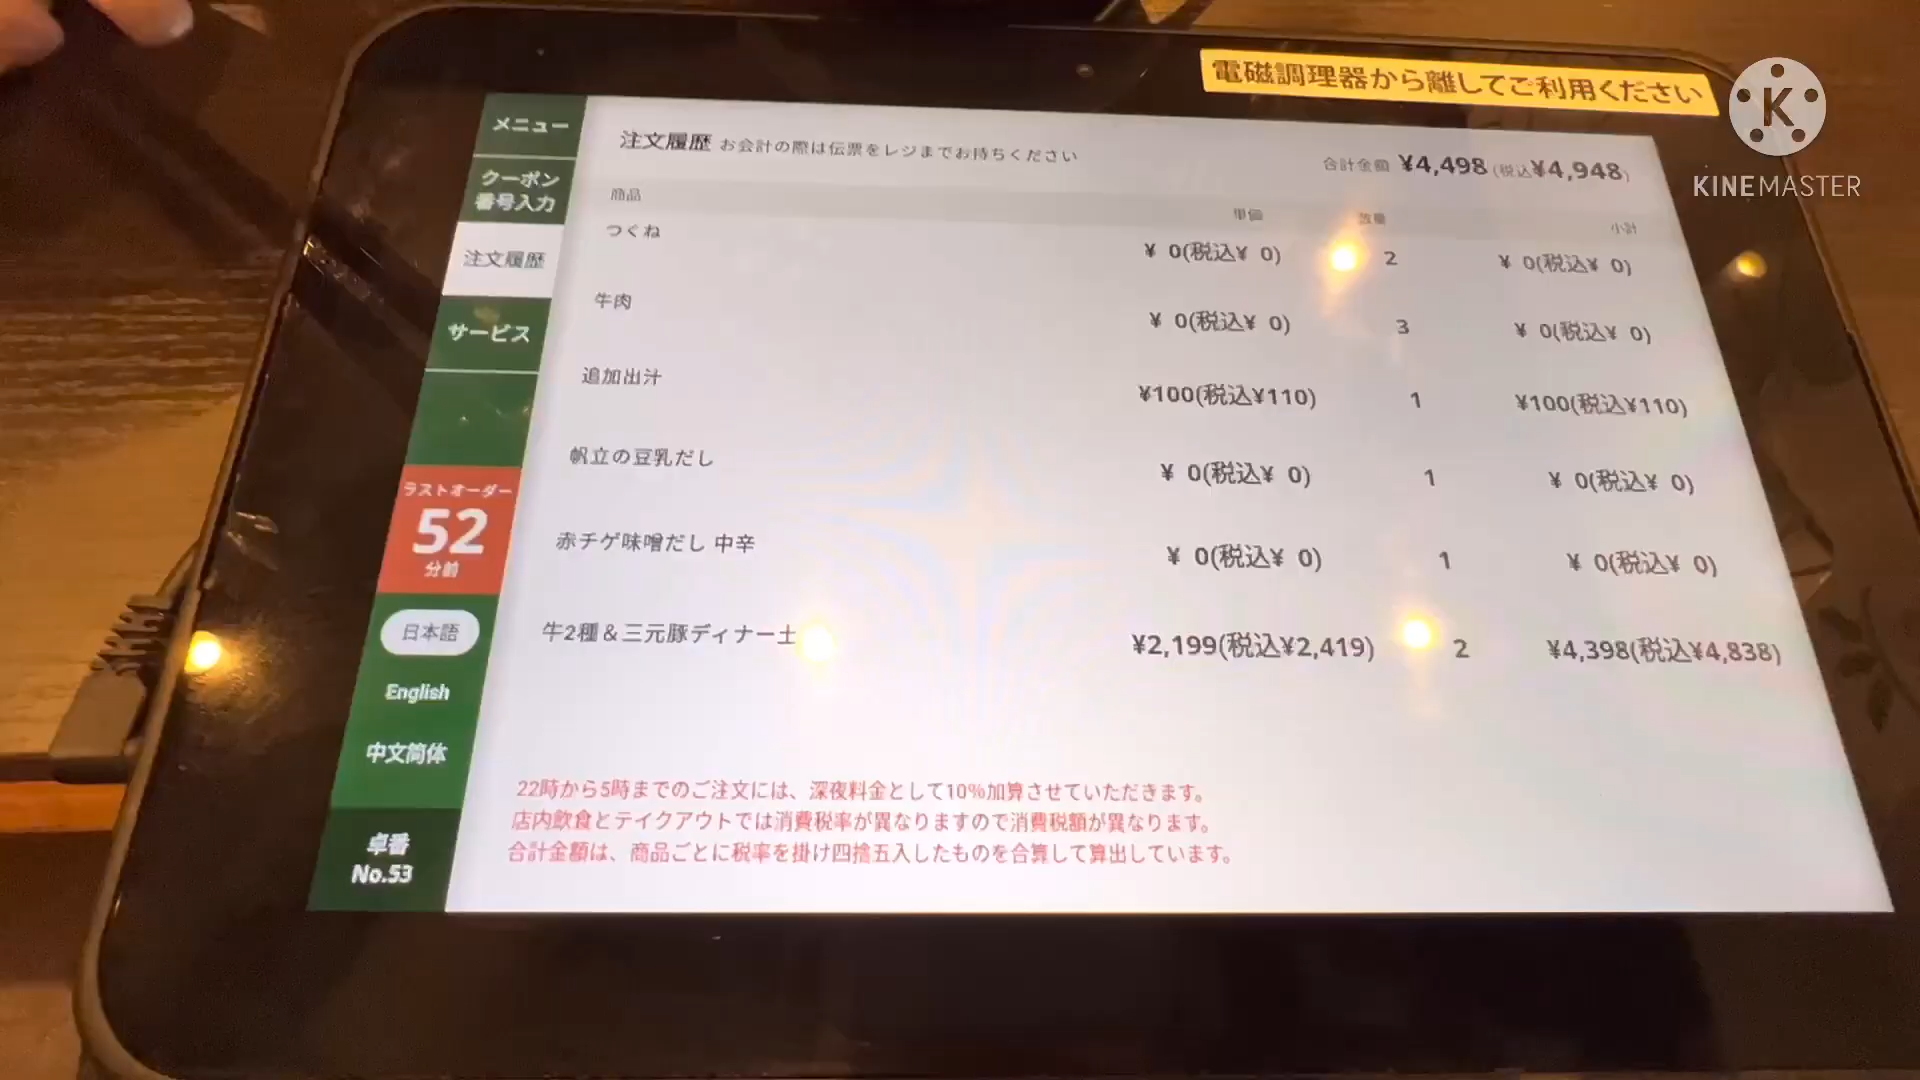 電磁調理器から離してご利用ください
KINEMASTER
メニュー
クーポン
番号入力
注文履歴
サービス
ラストオーダー
52
分前
日本語
English
中文简体
卓番
No.53
注文履歴 お会計の際は伝票をレジまでお持ちください
合計金額 ¥4,498(税込¥4,948)
商品 単価 数量 小計
つくね ¥ 0(税込¥ 0) 2 ¥ 0(税込¥ 0)
牛肉 ¥ 0(税込¥ 0) 3 ¥ 0(税込¥ 0)
追加出汁 ¥100(税込¥110) 1 ¥100(税込¥110)
帆立の豆乳だし ¥ 0(税込¥ 0) 1 ¥ 0(税込¥ 0)
赤チゲ味噌だし 中辛 ¥ 0(税込¥ 0) 1 ¥ 0(税込¥ 0)
牛2種＆三元豚ディナー土 ¥2,199(税込¥2,419) 2 ¥4,398(税込¥4,838)
22時から5時までのご注文には、深夜料金として10%加算させていただきます。
店内飲食とテイクアウトでは消費税率が異なりますので消費税額が異なります。
合計金額は、商品ごとに税率を掛け四捨五入したものを合算して算出しています。